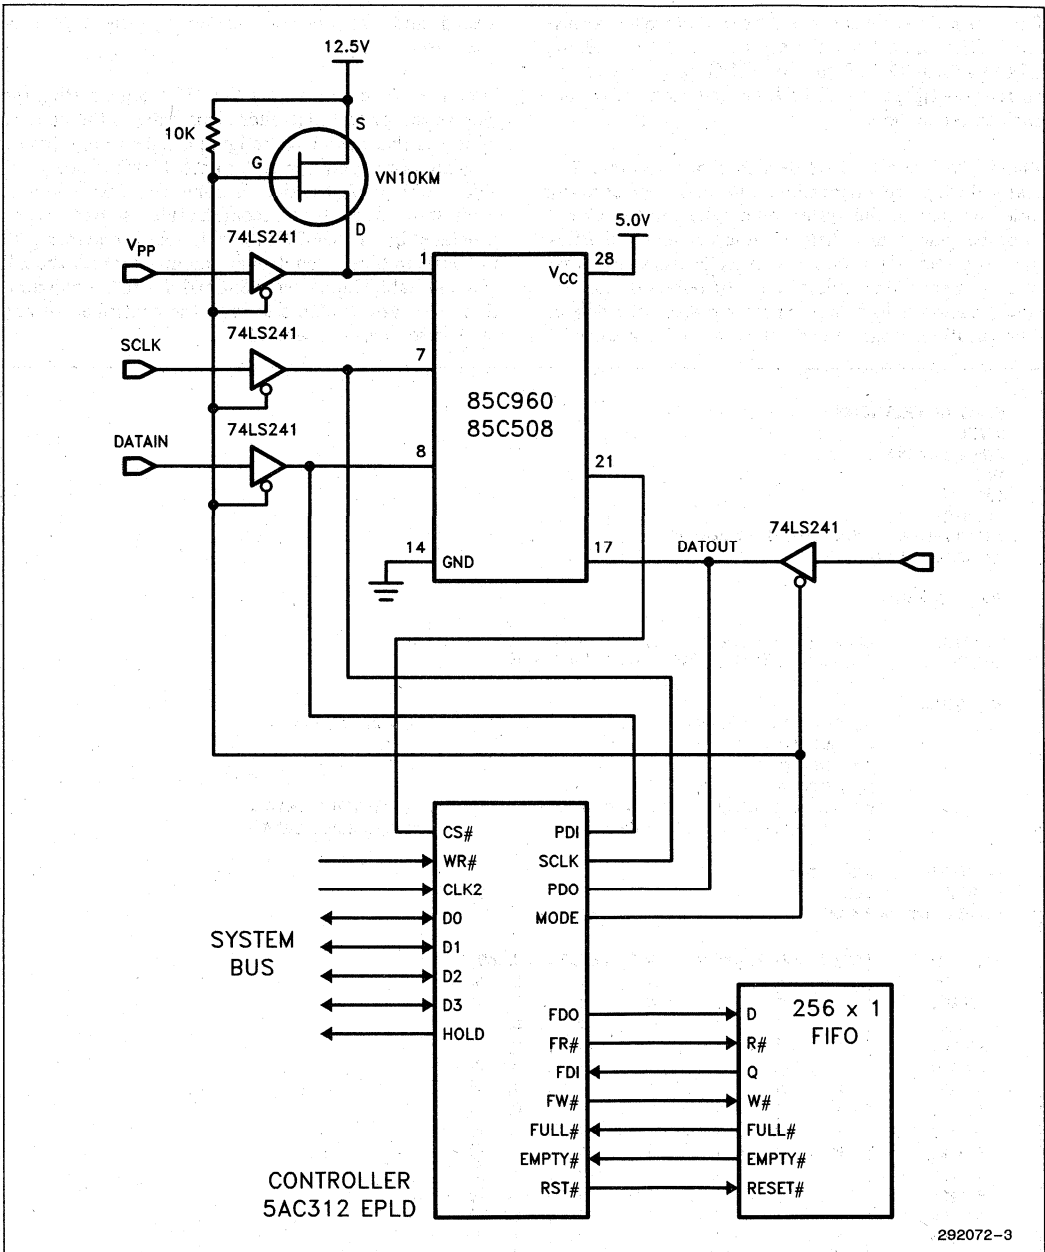 12.5V
10K
S
G
VN10KM
D
5.0V
V_PP
74LS241
1
V_CC
28
SCLK
74LS241
7
85C960
85C508
DATAIN
74LS241
8
21
74LS241
14
GND
17
DATOUT
CS#
PDI
WR#
SCLK
CLK2
PDO
D0
MODE
SYSTEM
BUS
D1
D2
D3
HOLD
FDO
D
256 x 1
FIFO
FR#
R#
FDI
Q
FW#
W#
FULL#
FULL#
EMPTY#
EMPTY#
RST#
RESET#
CONTROLLER
5AC312 EPLD
292072-3